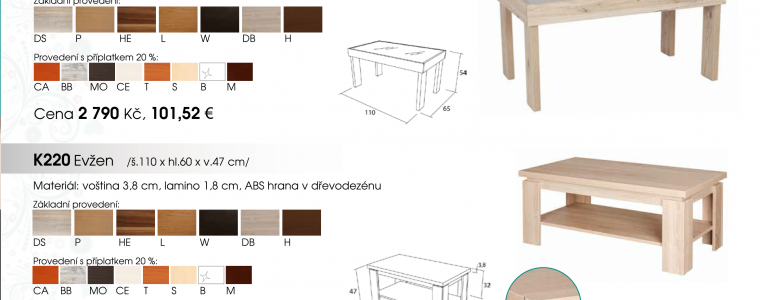 Základní provedení:
DS P HE L W DB H
Provedení s příplatkem 20 %:
CA BB MO CE T S B M
54
65
110
Cena 2 790 Kč, 101,52 €
K220 Evžen /š.110 x hl.60 x v.47 cm/
Materiál: voština 3,8 cm, lamino 1,8 cm, ABS hrana v dřevodezénu
Základní provedení:
DS P HE L W DB H
Provedení s příplatkem 20 %:
CA BB MO CE T S B M
3,8
47
32